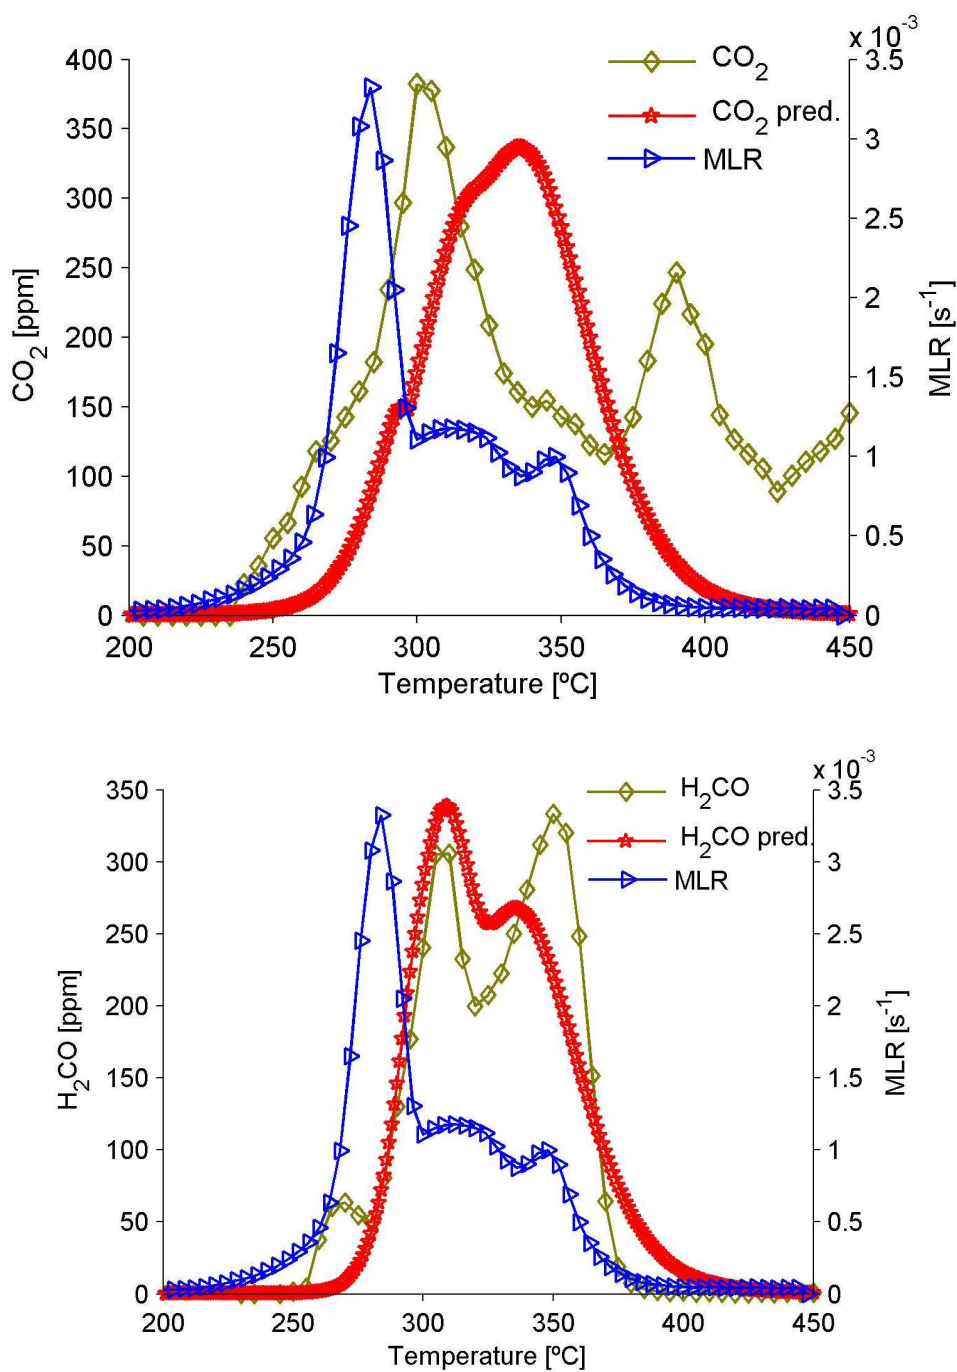 x 10⁻³
400 CO₂ 3.5
350 CO₂ pred. 3
300 MLR 2.5
250 2
200 1.5
150 1
100 0.5
50 0
0
CO₂ [ppm]
MLR [s⁻¹]
200 250 300 350 400 450
Temperature [ºC]
x 10⁻³
350 H₂CO 3.5
300 H₂CO pred. 3
250 MLR 2.5
200 2
150 1.5
100 1
50 0.5
0 0
H₂CO [ppm]
MLR [s⁻¹]
200 250 300 350 400 450
Temperature [ºC]